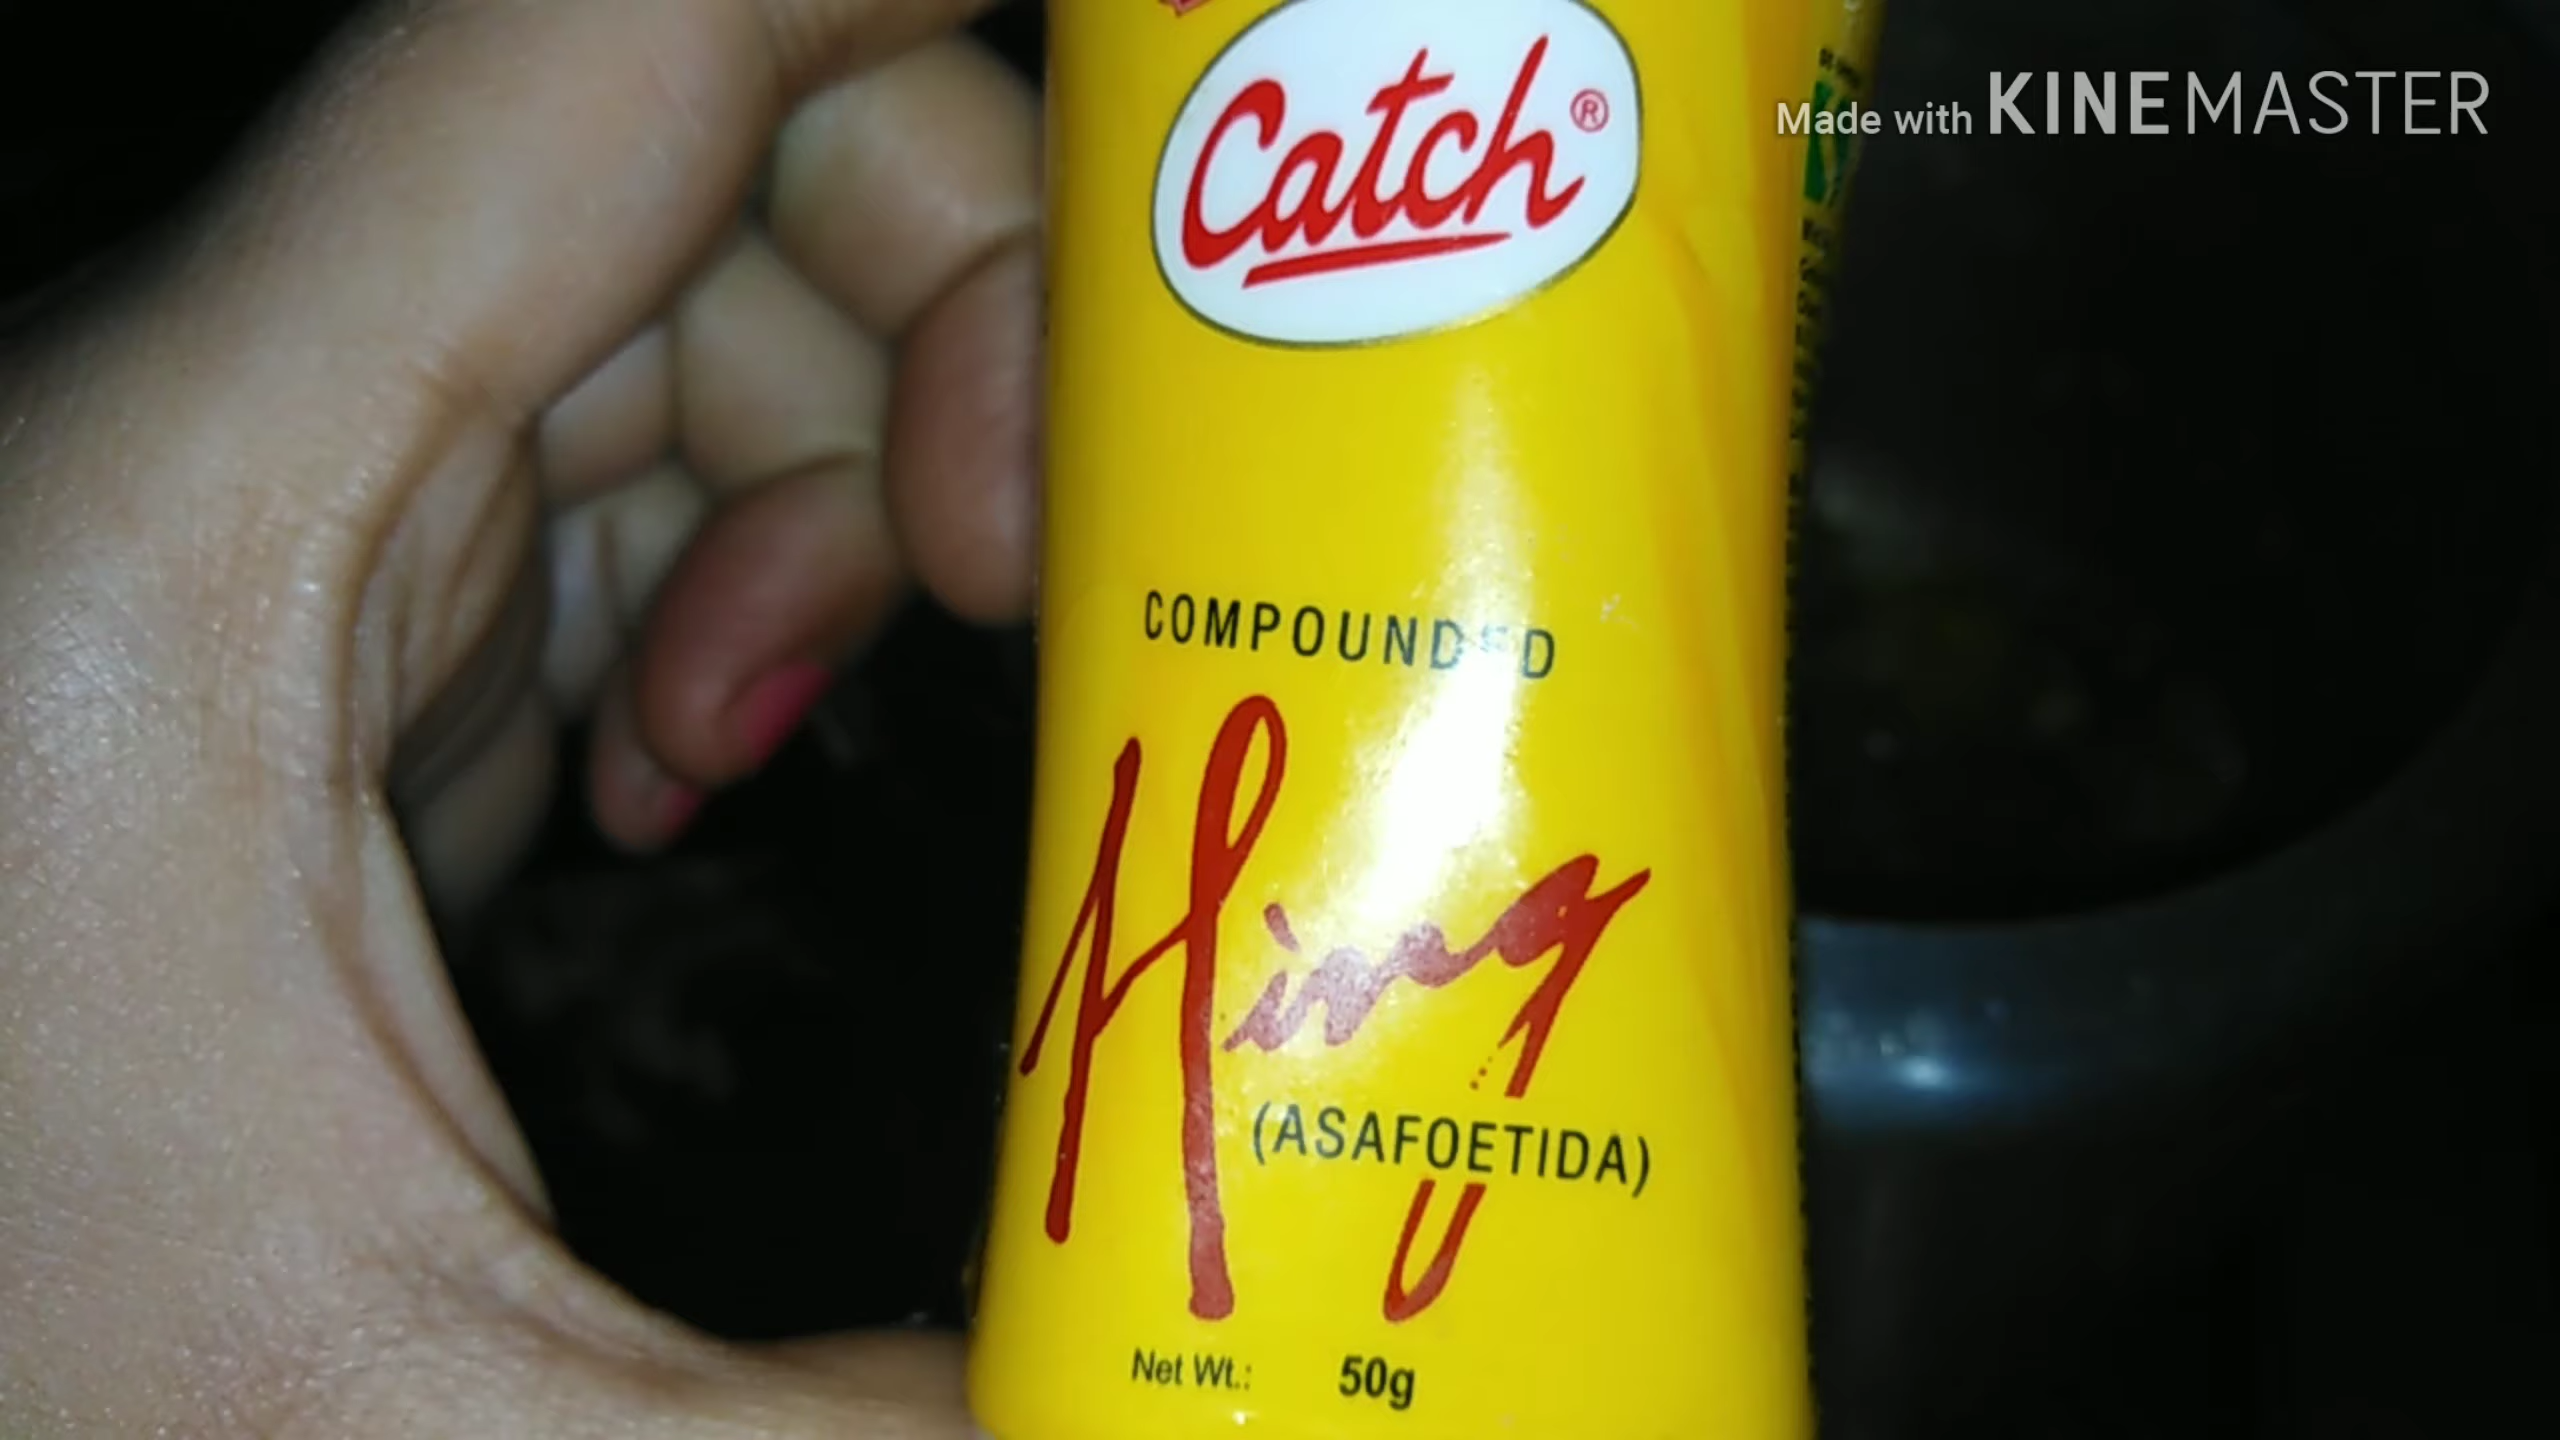 Made with KINEMASTER
Catch®
COMPOUNDED
Hing
(ASAFOETIDA)
Net Wt.: 50g